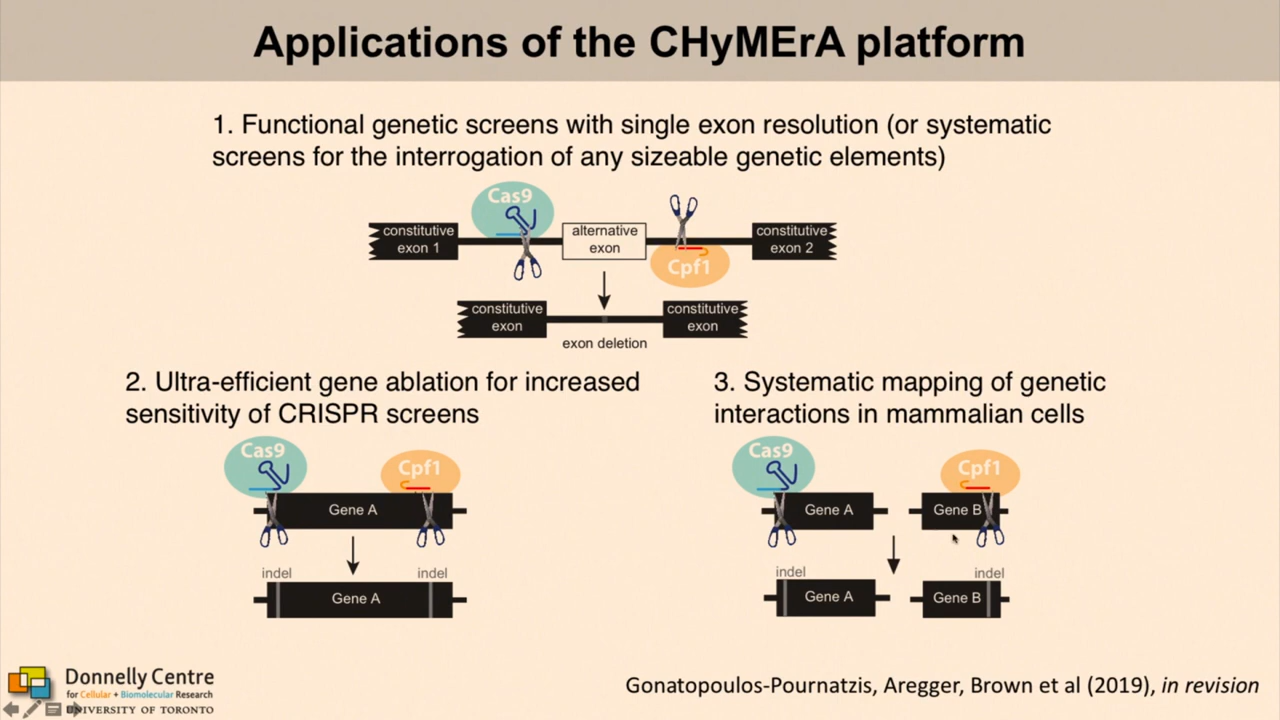 Applications of the CHyMErA platform
1. Functional genetic screens with single exon resolution (or systematic
screens for the interrogation of any sizeable genetic elements)
Cas9
constitutive
exon 1
alternative
exon
constitutive
exon 2
Cpf1
constitutive
exon
constitutive
exon
exon deletion
2. Ultra-efficient gene ablation for increased
sensitivity of CRISPR screens
Cas9
Cpf1
Gene A
indel
indel
Gene A
3. Systematic mapping of genetic
interactions in mammalian cells
Cas9
Cpf1
Gene A
Gene B
indel
indel
Gene A
Gene B
Donnelly Centre
for Cellular + Biomolecular Research
UNIVERSITY OF TORONTO
Gonatopoulos-Pournatzis, Aregger, Brown et al (2019), in revision